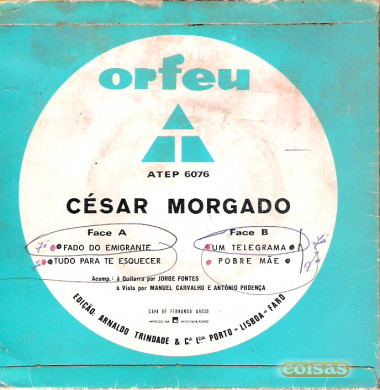 orfeu
ATEP 6076
CÉSAR MORGADO
Face A
FADO DO EMIGRANTE
TUDO PARA TE ESQUECER
Face B
UM TELEGRAMA
POBRE MÃE
Acomp.: à Guitarra por JORGE FONTES
à Viola por MANUEL CARVALHO E ANTÓNIO PROENÇA
CAPA DE FERNANDO AROSO
EDIÇÃO: ARNALDO TRINDADE & Cª LDA PORTO - LISBOA - FARO
coisas